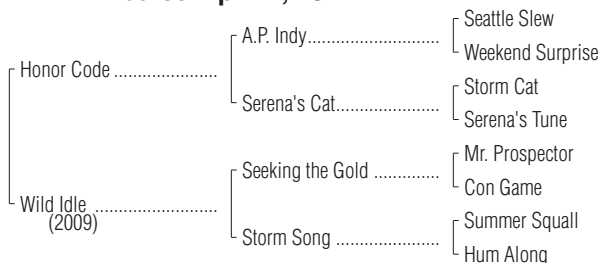 Honor Code ....................
A.P. Indy.........................
Seattle Slew
Weekend Surprise
Serena's Cat....................
Storm Cat
Serena's Tune
Wild Idle .......................
(2009)
Seeking the Gold ............
Mr. Prospector
Con Game
Storm Song ....................
Summer Squall
Hum Along